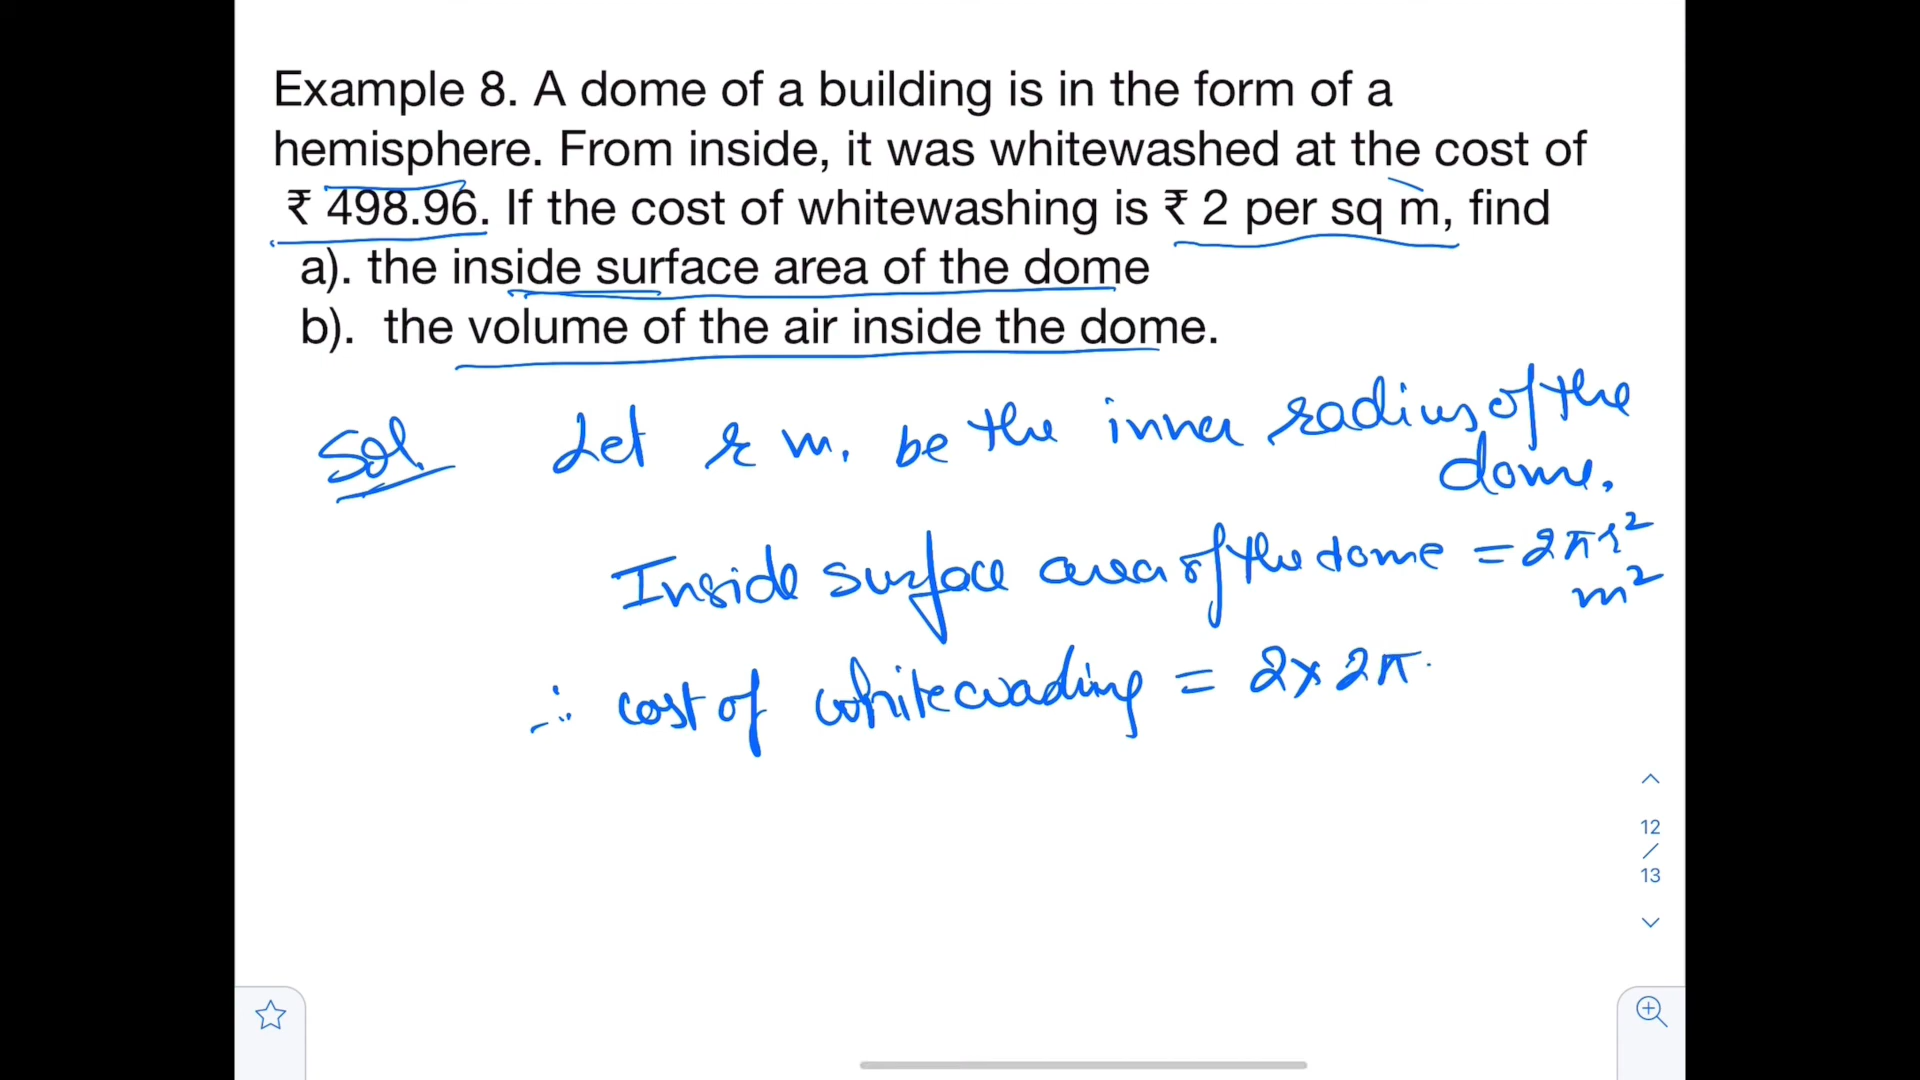 Example 8. A dome of a building is in the form of a
hemisphere. From inside, it was whitewashed at the cost of
₹ 498.96. If the cost of whitewashing is ₹ 2 per sq m, find
a). the inside surface area of the dome
b). the volume of the air inside the dome.
Sol. Let r m. be the inner radius of the
dome.
Inside surface area of the dome = 2πr²
m²
∴ cost of whitewading = 2 x 2π
12
/
13